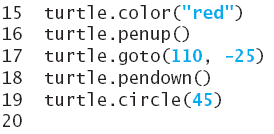 15 turtle.color("red")
16 turtle.penup()
17 turtle.goto(110, -25)
18 turtle.pendown()
19 turtle.circle(45)
20